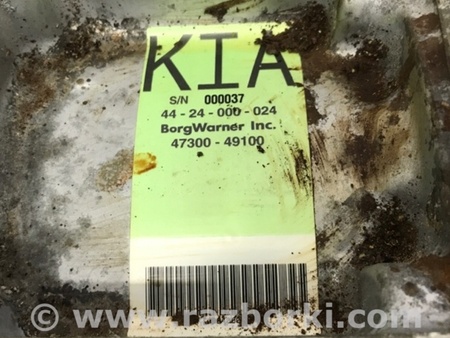 KIA
S/N 000037
44 - 24 - 000 - 024
BorgWarner Inc.
47300 - 49100
© www.razborki.com